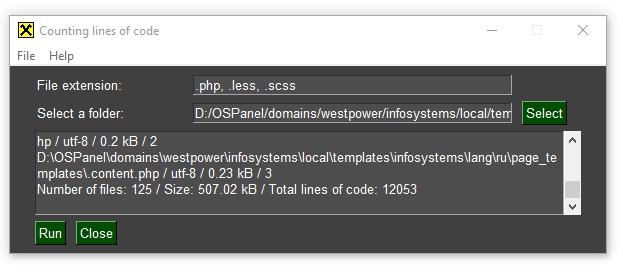 Counting lines of code
File Help
File extension: .php, .less, .scss
Select a folder: D:/OSPanel/domains/westpower/infosystems/local/tem Select
hp / utf-8 / 0.2 kB / 2
D:\OSPanel\domains\westpower\infosystems\local\templates\infosystems\lang\ru\page_te
mplates\.content.php / utf-8 / 0.23 kB / 3
Number of files: 125 / Size: 507.02 kB / Total lines of code: 12053
Run Close